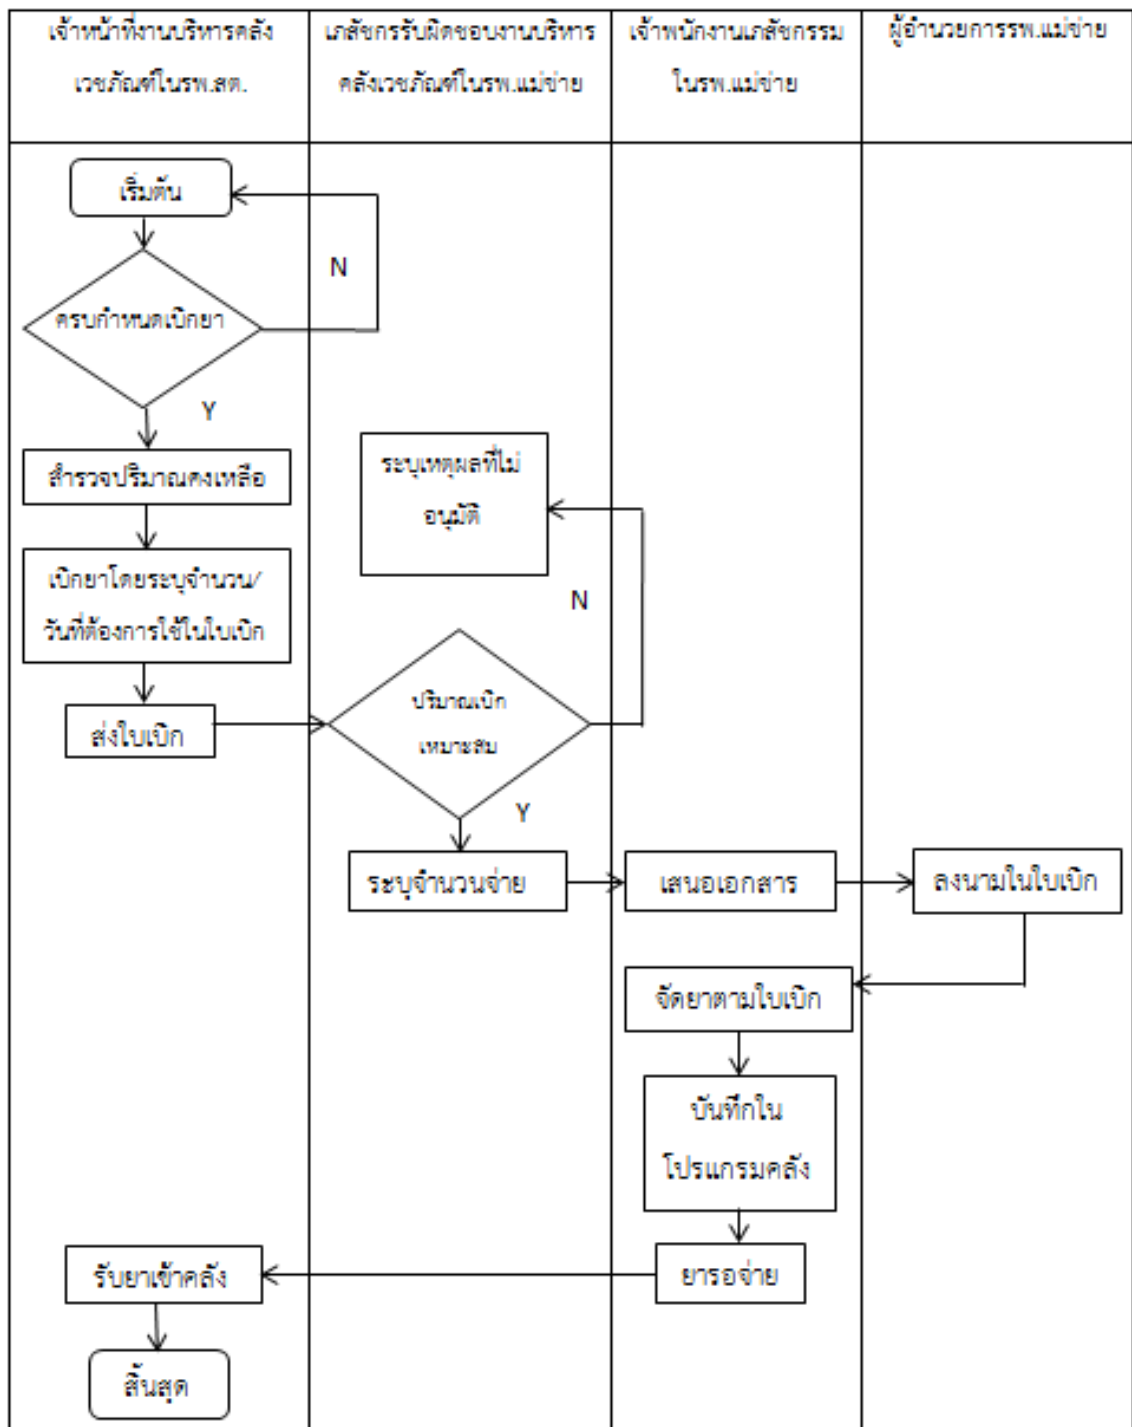 เจ้าหน้าที่งานบริหารคลัง
เวชภัณฑ์ในรพ.สต.
เภสัชกรรับผิดชอบงานบริหาร
คลังเวชภัณฑ์ในรพ.แม่ข่าย
เจ้าพนักงานเภสัชกรรม
ในรพ.แม่ข่าย
ผู้อำนวยการรพ.แม่ข่าย
เริ่มต้น
N
ครบกำหนดเบิกยา
Y
สำรวจปริมาณคงเหลือ
ระบุเหตุผลที่ไม่
อนุมัติ
เบิกยาโดยระบุจำนวน/
วันที่ต้องการใช้ในใบเบิก
N
ส่งใบเบิก
ปริมาณเบิก
เหมาะสม
Y
ระบุจำนวนจ่าย
เสนอเอกสาร
ลงนามในใบเบิก
จัดยาตามใบเบิก
บันทึกใน
โปรแกรมคลัง
ยารอจ่าย
รับยาเข้าคลัง
สิ้นสุด